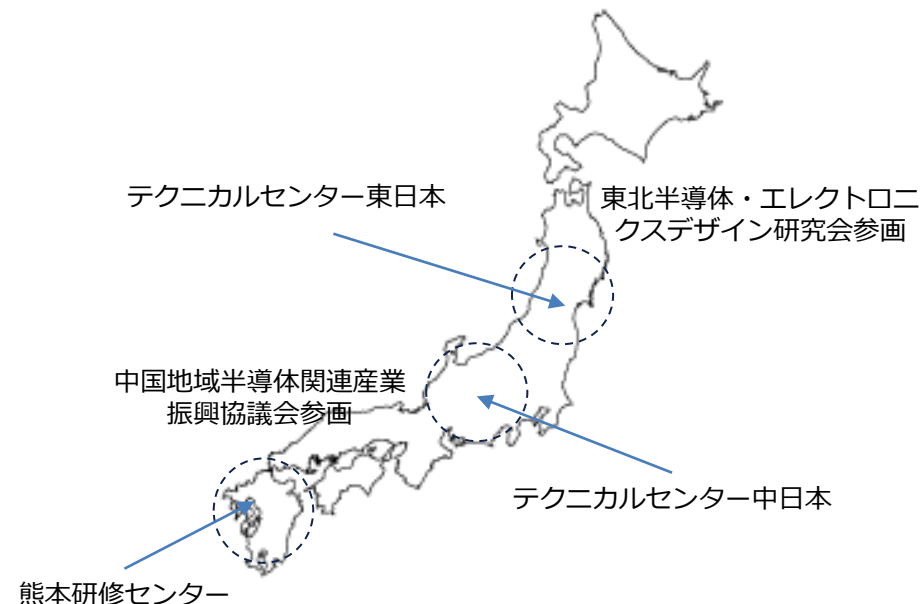 テクニカルセンター東日本
東北半導体・エレクトロニ
クスデザイン研究会参画
中国地域半導体関連産業
振興協議会参画
テクニカルセンター中日本
熊本研修センター